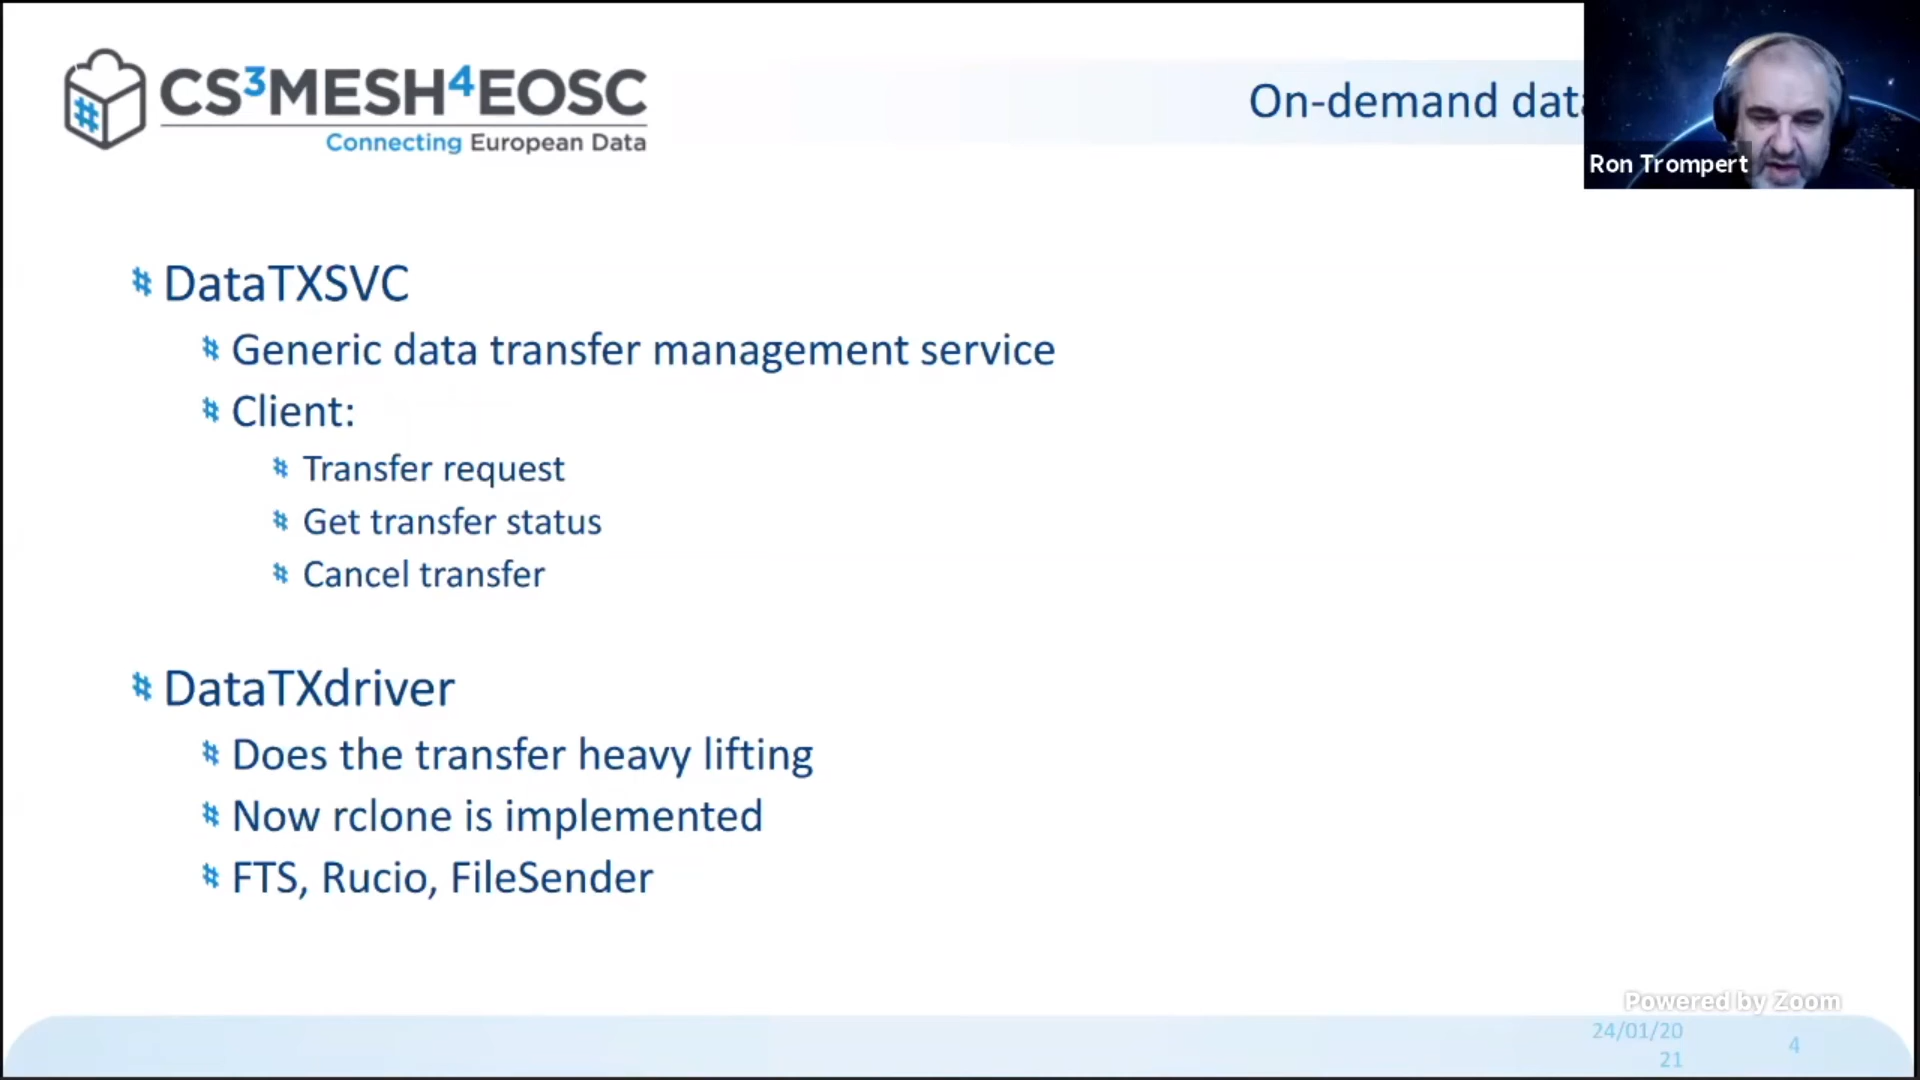 CS3MESH4EOSC
Connecting European Data
On-demand data
Ron Trompert
DataTXSVC
Generic data transfer management service
Client:
Transfer request
Get transfer status
Cancel transfer
DataTXdriver
Does the transfer heavy lifting
Now rclone is implemented
FTS, Rucio, FileSender
Powered by Zoom
24/01/20
21
4